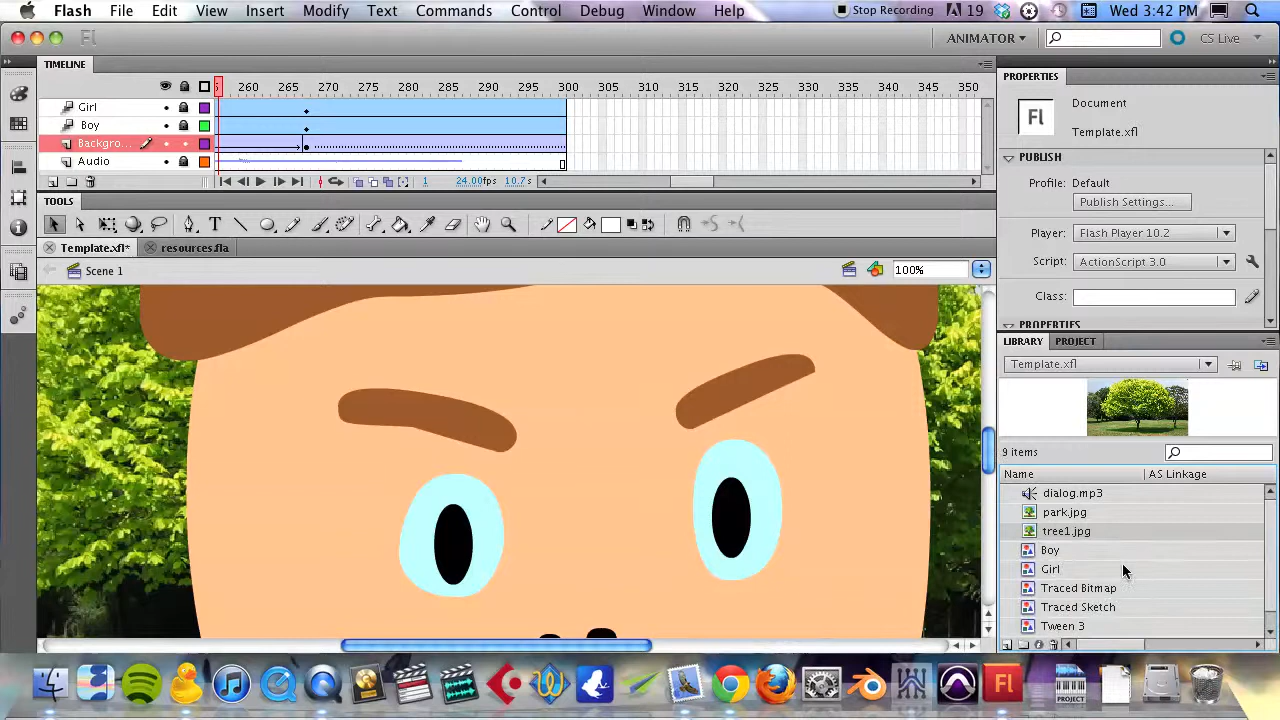 Flash File Edit View Insert Modify Text Commands Control Debug Window Help Stop Recording 19 Wed 3:42 PM
Fl ANIMATOR CS Live
TIMELINE
260 265 270 275 280 285 290 295 300 305 310 315 320 325 330 335 340 345 350
Girl
Boy
Backgro...
Audio
1 24.00fps 10.7s
TOOLS
Template.xfl* resources.fla
Scene 1 100%
PROPERTIES
Fl Document
Template.xfl
PUBLISH
Profile: Default
Publish Settings...
Player: Flash Player 10.2
Script: ActionScript 3.0
Class:
PROPERTIES
LIBRARY PROJECT
Template.xfl
9 items
Name AS Linkage
dialog.mp3
park.jpg
tree1.jpg
Boy
Girl
Traced Bitmap
Traced Sketch
Tween 3
Fl
PROJECT